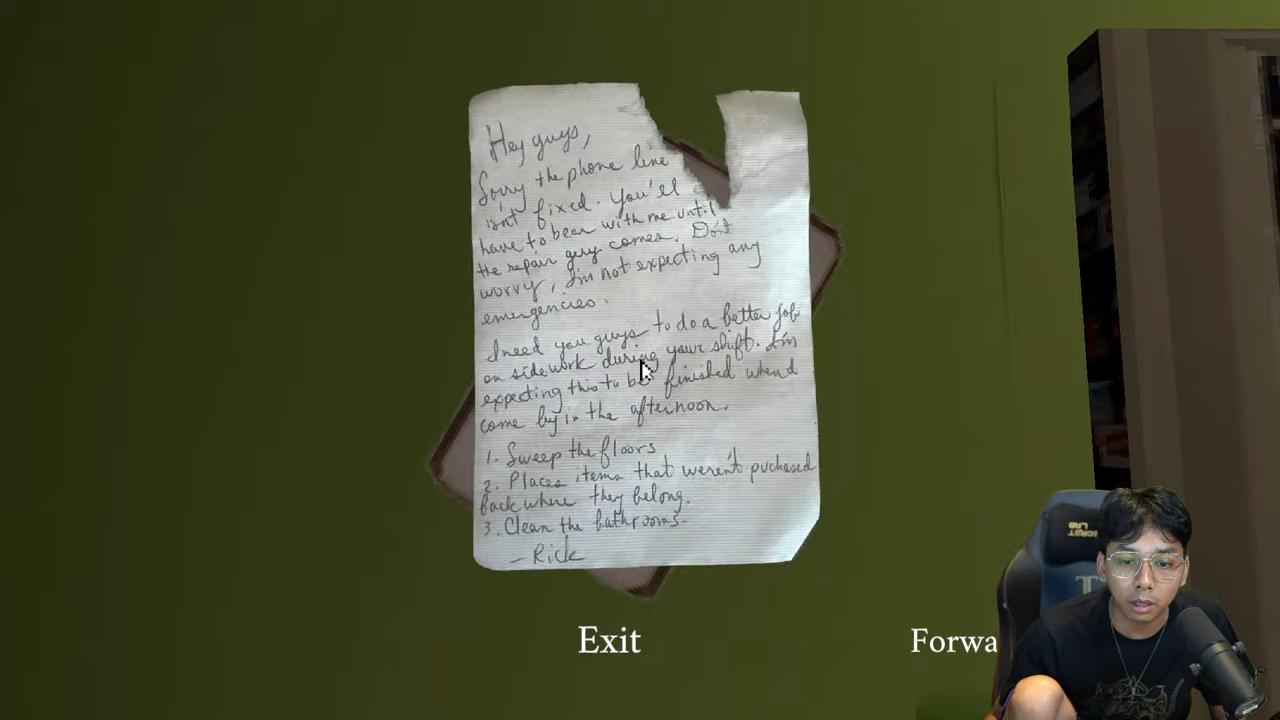 Hey guys,
Sorry the phone line
isn't fixed. You'll
have to bear with me until
the repair guy comes. Don't
worry, I'm not expecting any
emergencies.
I need you guys to do a better job
on sidework during your shift. I'm
expecting this to be finished when I
come by in the afternoon.
1. Sweep the floors
2. Places items that weren't puchased
back where they belong.
3. Clean the bathrooms.
- Rick
Exit
Forwa
SECRET
LAB